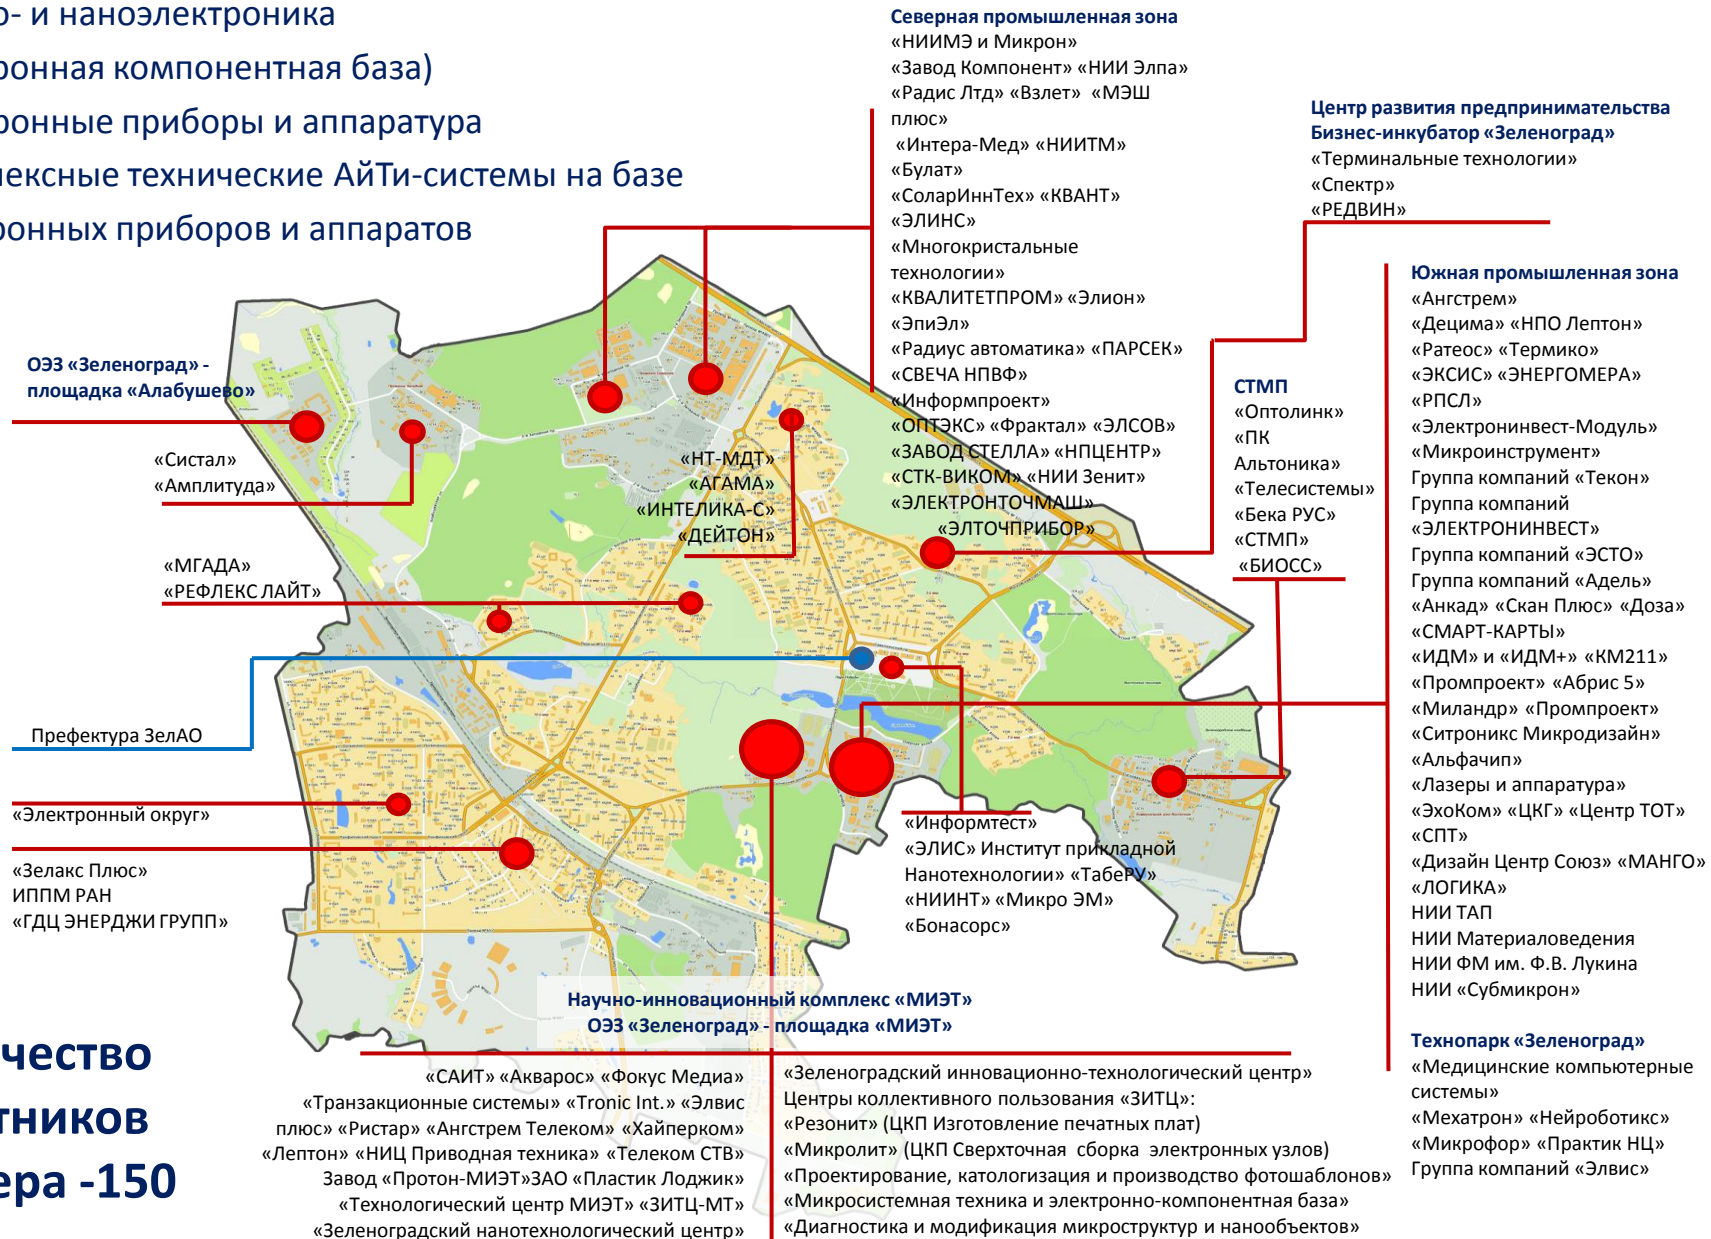 о- и наноэлектроника
ронная компонентная база)
ронные приборы и аппаратура
лексные технические АйТи-системы на базе
ронных приборов и аппаратов
Северная промышленная зона
«НИИМЭ и Микрон»
«Завод Компонент» «НИИ Элпа»
«Радис Лтд» «Взлет» «МЭШ
плюс»
«Интера-Мед» «НИИТМ»
«Булат»
«СоларИннТех» «КВАНТ»
«ЭЛИНС»
«Многокристальные
технологии»
«КВАЛИТЕТПРОМ» «Элион»
«ЭпиЭл»
«Радиус автоматика» «ПАРСЕК»
«СВЕЧА НПВФ»
«Информпроект»
«ОПТЭКС» «Фрактал» «ЭЛСОВ»
«ЗАВОД СТЕЛЛА» «НПЦЕНТР»
«СТК-ВИКОМ» «НИИ Зенит»
«ЭЛЕКТРОНТОЧМАШ»
«ЭЛТОЧПРИБОР»
Центр развития предпринимательства
Бизнес-инкубатор «Зеленоград»
«Терминальные технологии»
«Спектр»
«РЕДВИН»
Южная промышленная зона
«Ангстрем»
«Децима» «НПО Лептон»
«Ратеос» «Термико»
«ЭКСИС» «ЭНЕРГОМЕРА»
«РПСЛ»
«Электронинвест-Модуль»
«Микроинструмент»
Группа компаний «Текон»
Группа компаний
«ЭЛЕКТРОНИНВЕСТ»
Группа компаний «ЭСТО»
Группа компаний «Адель»
«Анкад» «Скан Плюс» «Доза»
«СМАРТ-КАРТЫ»
«ИДМ» и «ИДМ+» «КМ211»
«Промпроект» «Абрис 5»
«Миландр» «Промпроект»
«Ситроникс Микродизайн»
«Альфачип»
«Лазеры и аппаратура»
«ЭхоКом» «ЦКГ» «Центр ТОТ»
«СПТ»
«Дизайн Центр Союз» «МАНГО»
«ЛОГИКА»
НИИ ТАП
НИИ Материаловедения
НИИ ФМ им. Ф.В. Лукина
НИИ «Субмикрон»
Технопарк «Зеленоград»
«Медицинские компьютерные
системы»
«Мехатрон» «Нейроботикс»
«Микрофор» «Практик НЦ»
Группа компаний «Элвис»
СТМП
«Оптолинк»
«ПК
Альтоника»
«Телесистемы»
«Бека РУС»
«СТМП»
«БИОСС»
ОЭЗ «Зеленоград» -
площадка «Алабушево»
«Систал»
«Амплитуда»
«НТ-МДТ»
«АГАМА»
«ИНТЕЛИКА-С»
«ДЕЙТОН»
«МГАДА»
«РЕФЛЕКС ЛАЙТ»
Префектура ЗелАО
«Электронный округ»
«Зелакс Плюс»
ИППМ РАН
«ГДЦ ЭНЕРДЖИ ГРУПП»
«Информтест»
«ЭЛИС» Институт прикладной
Нанотехнологии» «ТабеРУ»
«НИИНТ» «Микро ЭМ»
«Бонасорс»
Научно-инновационный комплекс «МИЭТ»
ОЭЗ «Зеленоград» - площадка «МИЭТ»
«САИТ» «Акварос» «Фокус Медиа»
«Транзакционные системы» «Tronic Int.» «Элвис
плюс» «Ристар» «Ангстрем Телеком» «Хайперком»
«Лептон» «НИЦ Приводная техника» «Телеком СТВ»
Завод «Протон-МИЭТ»ЗАО «Пластик Лоджик»
«Технологический центр МИЭТ» «ЗИТЦ-МТ»
«Зеленоградский нанотехнологический центр»
«Зеленоградский инновационно-технологический центр»
Центры коллективного пользования «ЗИТЦ»:
«Резонит» (ЦКП Изготовление печатных плат)
«Микролит» (ЦКП Сверхточная сборка электронных узлов)
«Проектирование, катологизация и производство фотошаблонов»
«Микросистемная техника и электронно-компонентная база»
«Диагностика и модификация микроструктур и нанообъектов»
чество
тников
ера -150